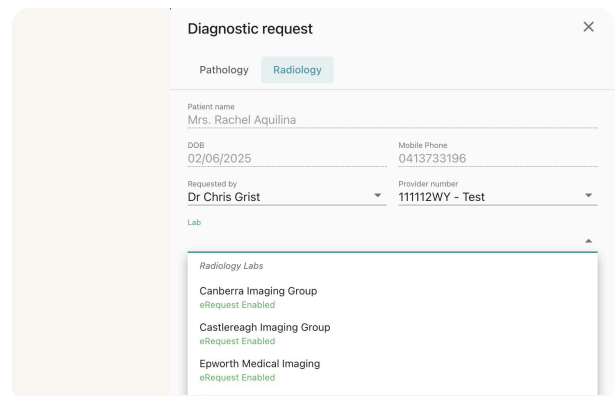 Diagnostic request
Pathology Radiology
Patient name
Mrs. Rachel Aquilina
DOB Mobile Phone
02/06/2025 0413733196
Requested by Provider number
Dr Chris Grist 111112WY - Test
Lab
Radiology Labs
Canberra Imaging Group
eRequest Enabled
Castlereagh Imaging Group
eRequest Enabled
Epworth Medical Imaging
eRequest Enabled